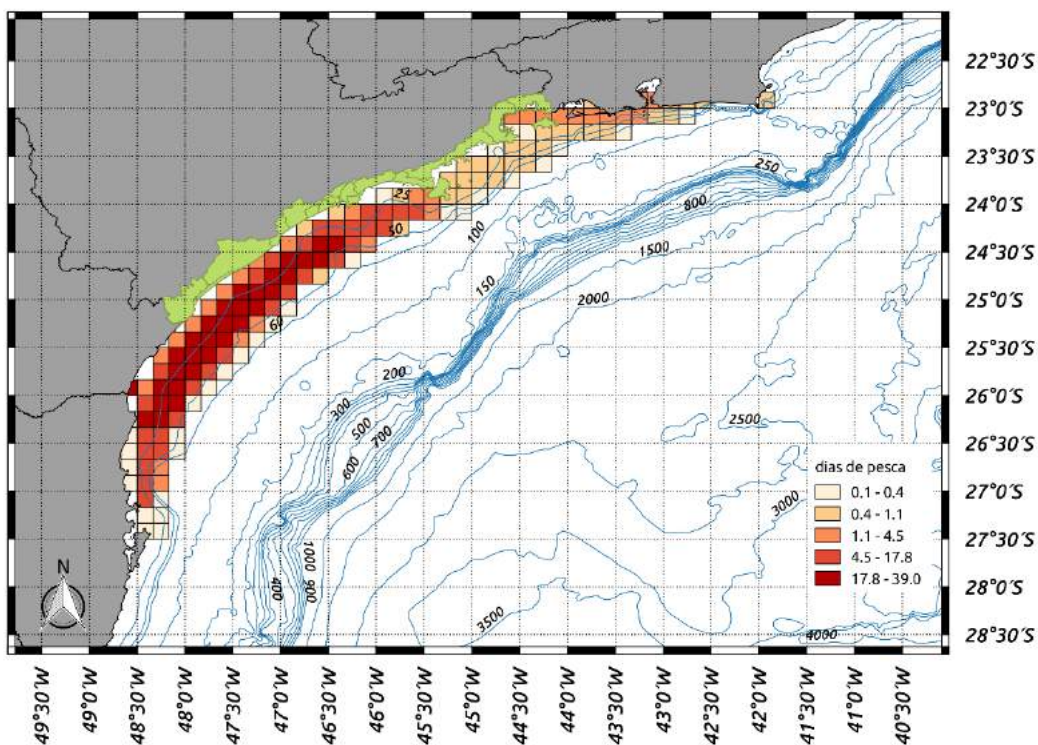 22°30'S
23°0'S
23°30'S
24°0'S
24°30'S
25°0'S
25°30'S
26°0'S
26°30'S
27°0'S
27°30'S
28°0'S
28°30'S
250
25
800
50
100
1500
150
2000
60
200
300
500
700
600
2500
3000
1000
900
400
3500
4000
dias de pesca
0.1 - 0.4
0.4 - 1.1
1.1 - 4.5
4.5 - 17.8
17.8 - 39.0
N
49°30'W
49°0'W
48°30'W
48°0'W
47°30'W
47°0'W
46°30'W
46°0'W
45°30'W
45°0'W
44°30'W
44°0'W
43°30'W
43°0'W
42°30'W
42°0'W
41°30'W
41°0'W
40°30'W